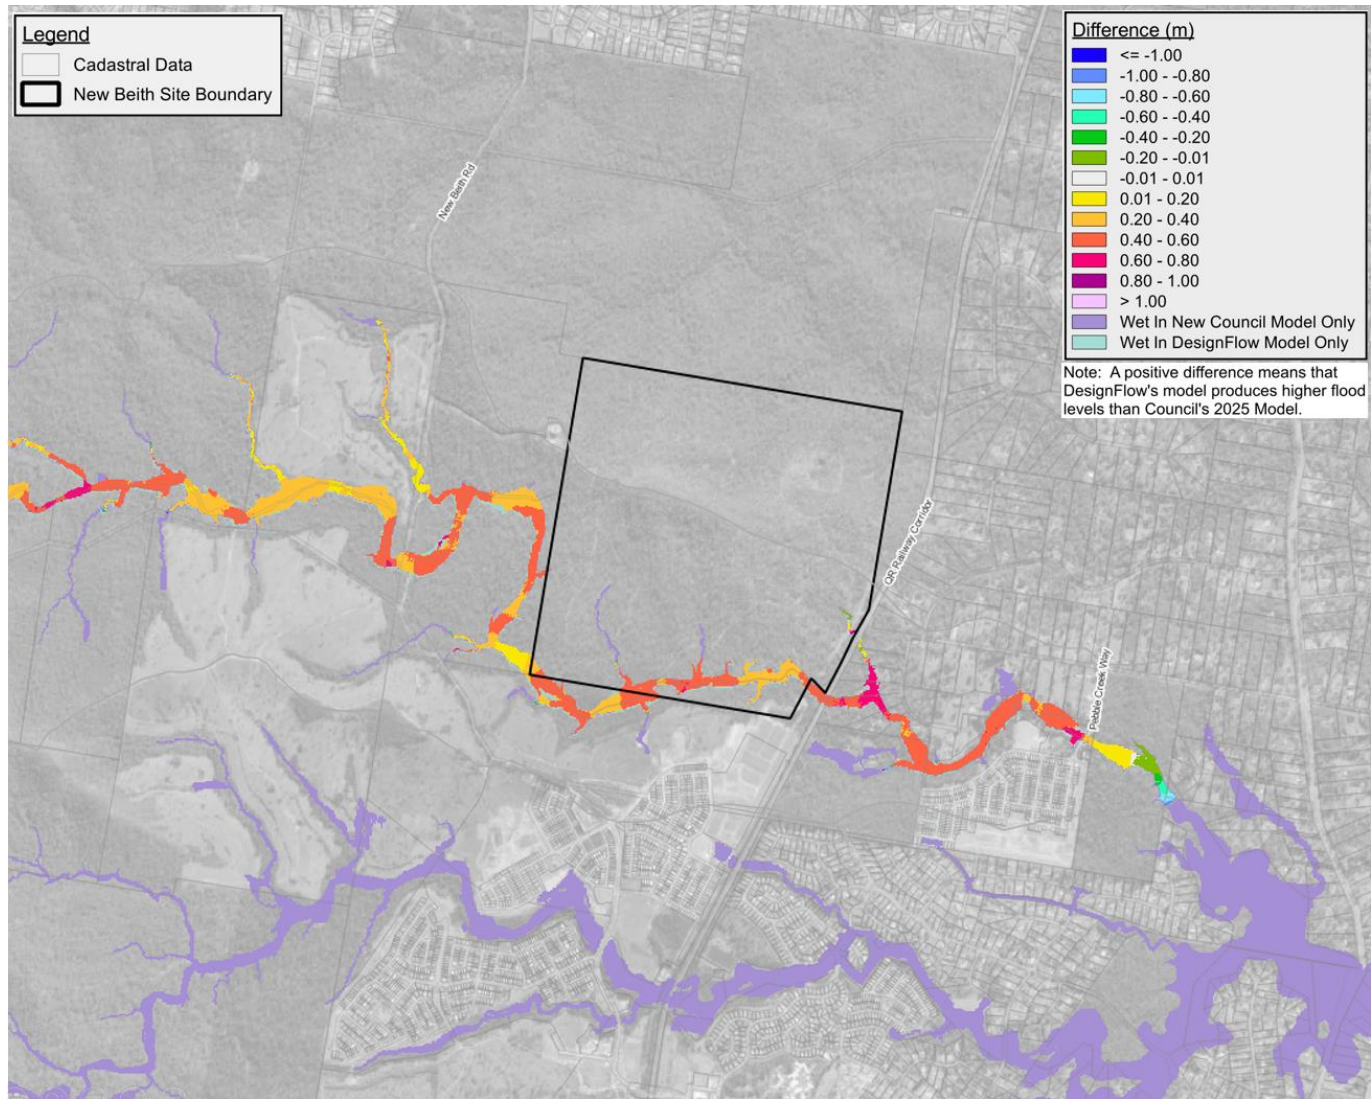 Legend
Cadastral Data
New Beith Site Boundary
Difference (m)
<= -1.00
-1.00 - -0.80
-0.80 - -0.60
-0.60 - -0.40
-0.40 - -0.20
-0.20 - -0.01
-0.01 - 0.01
0.01 - 0.20
0.20 - 0.40
0.40 - 0.60
0.60 - 0.80
0.80 - 1.00
> 1.00
Wet In New Council Model Only
Wet In DesignFlow Model Only
Note: A positive difference means that
DesignFlow's model produces higher flood
levels than Council's 2025 Model.
New Beith Rd
QR Railway Corridor
Pebble Creek Way